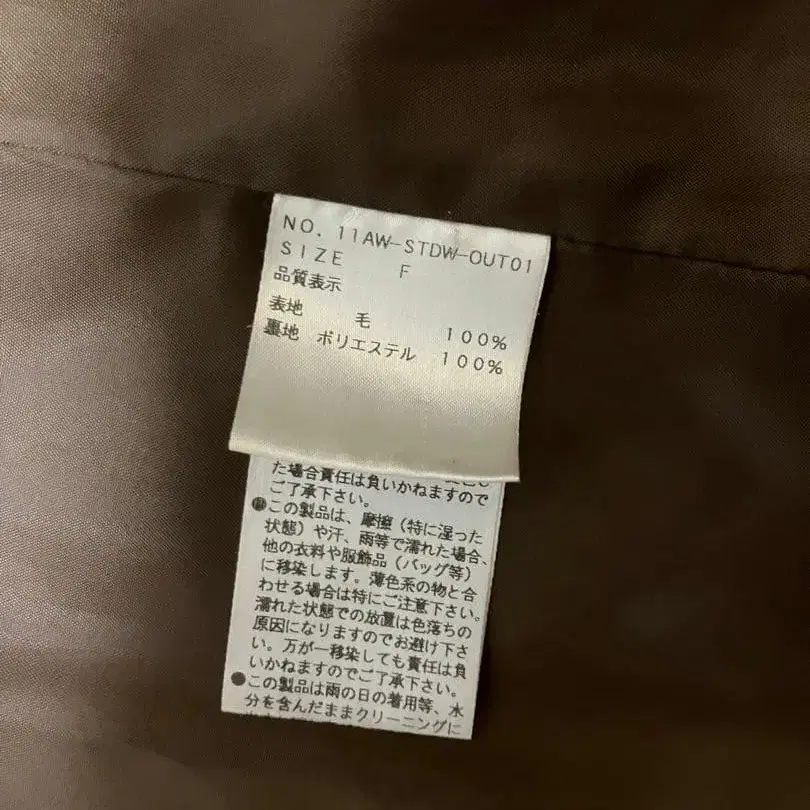 NO. 11AW-STDW-OUT01
SIZE F
品質表示
表地 毛 100%
裏地 ポリエステル 100%
た場合責任は負いかねますので
ご了承下さい。
この製品は、摩擦(特に湿った
状態)や汗、雨等で濡れた場合、
他の衣料や服飾品(バッグ等)
に移染します。薄色系の物と合
わせる場合は特にご注意下さい。
濡れた状態での放置は色落ちの
原因になりますのでお避け下さ
い。万が一移染しても責任は負
いかねますのでご了承下さい。
●この製品は雨の日の着用等、水
分を含んだままクリーニングに